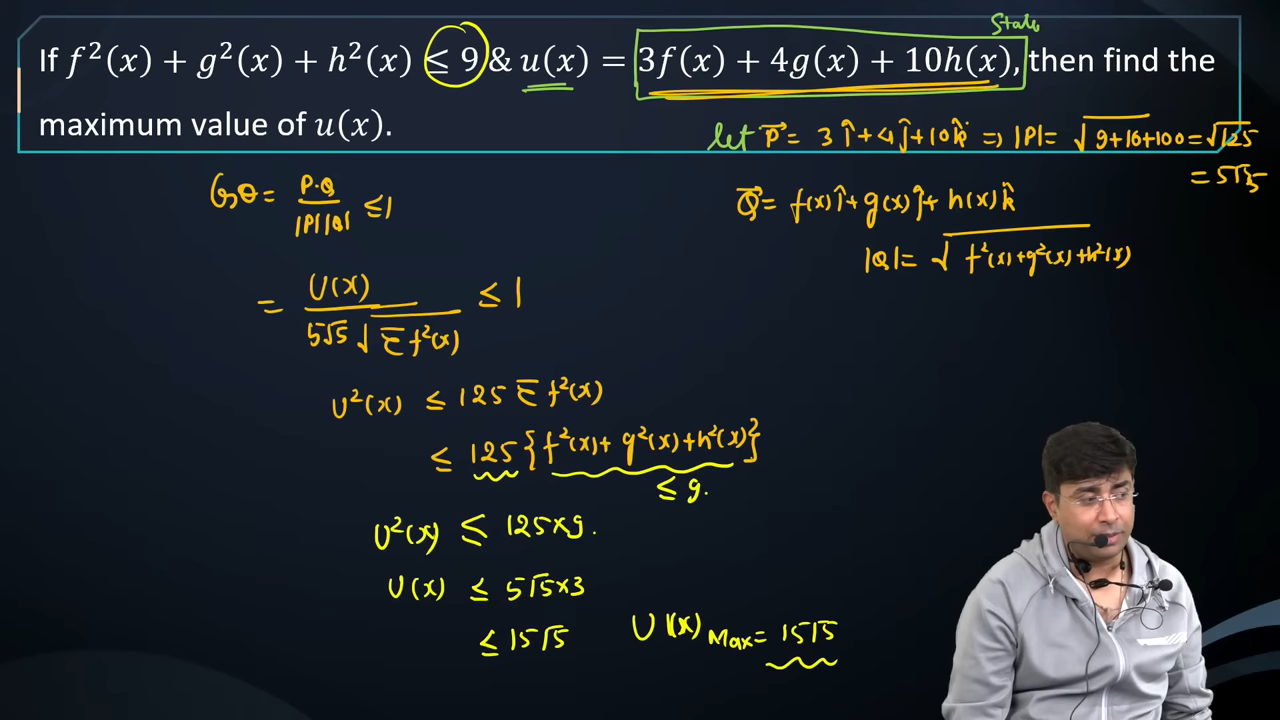 If f²(x) + g²(x) + h²(x) ≤ 9 & u(x) = 3f(x) + 4g(x) + 10h(x), then find the
maximum value of u(x).
let P⃗ = 3î+4ĵ+10k̂ ⇒ |P| = √9+16+100 = √125
= 5√5
Q⃗ = f(x)î+g(x)ĵ+h(x)k̂
|Q| = √f²(x)+g²(x)+h²(x)
Cosθ = P·Q / |P||Q| ≤ 1
= U(x) / 5√5 √Σf²(x) ≤ 1
U²(x) ≤ 125 Σf²(x)
≤ 125 {f²(x)+g²(x)+h²(x)}
≤ 9.
U²(x) ≤ 125×9.
U(x) ≤ 5√5×3
≤ 15√5
U(x) Max = 15√5